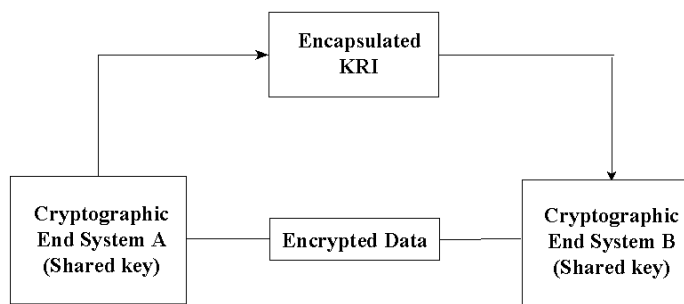 Encapsulated
KRI
Cryptographic
End System A
(Shared key)
Encrypted Data
Cryptographic
End System B
(Shared key)